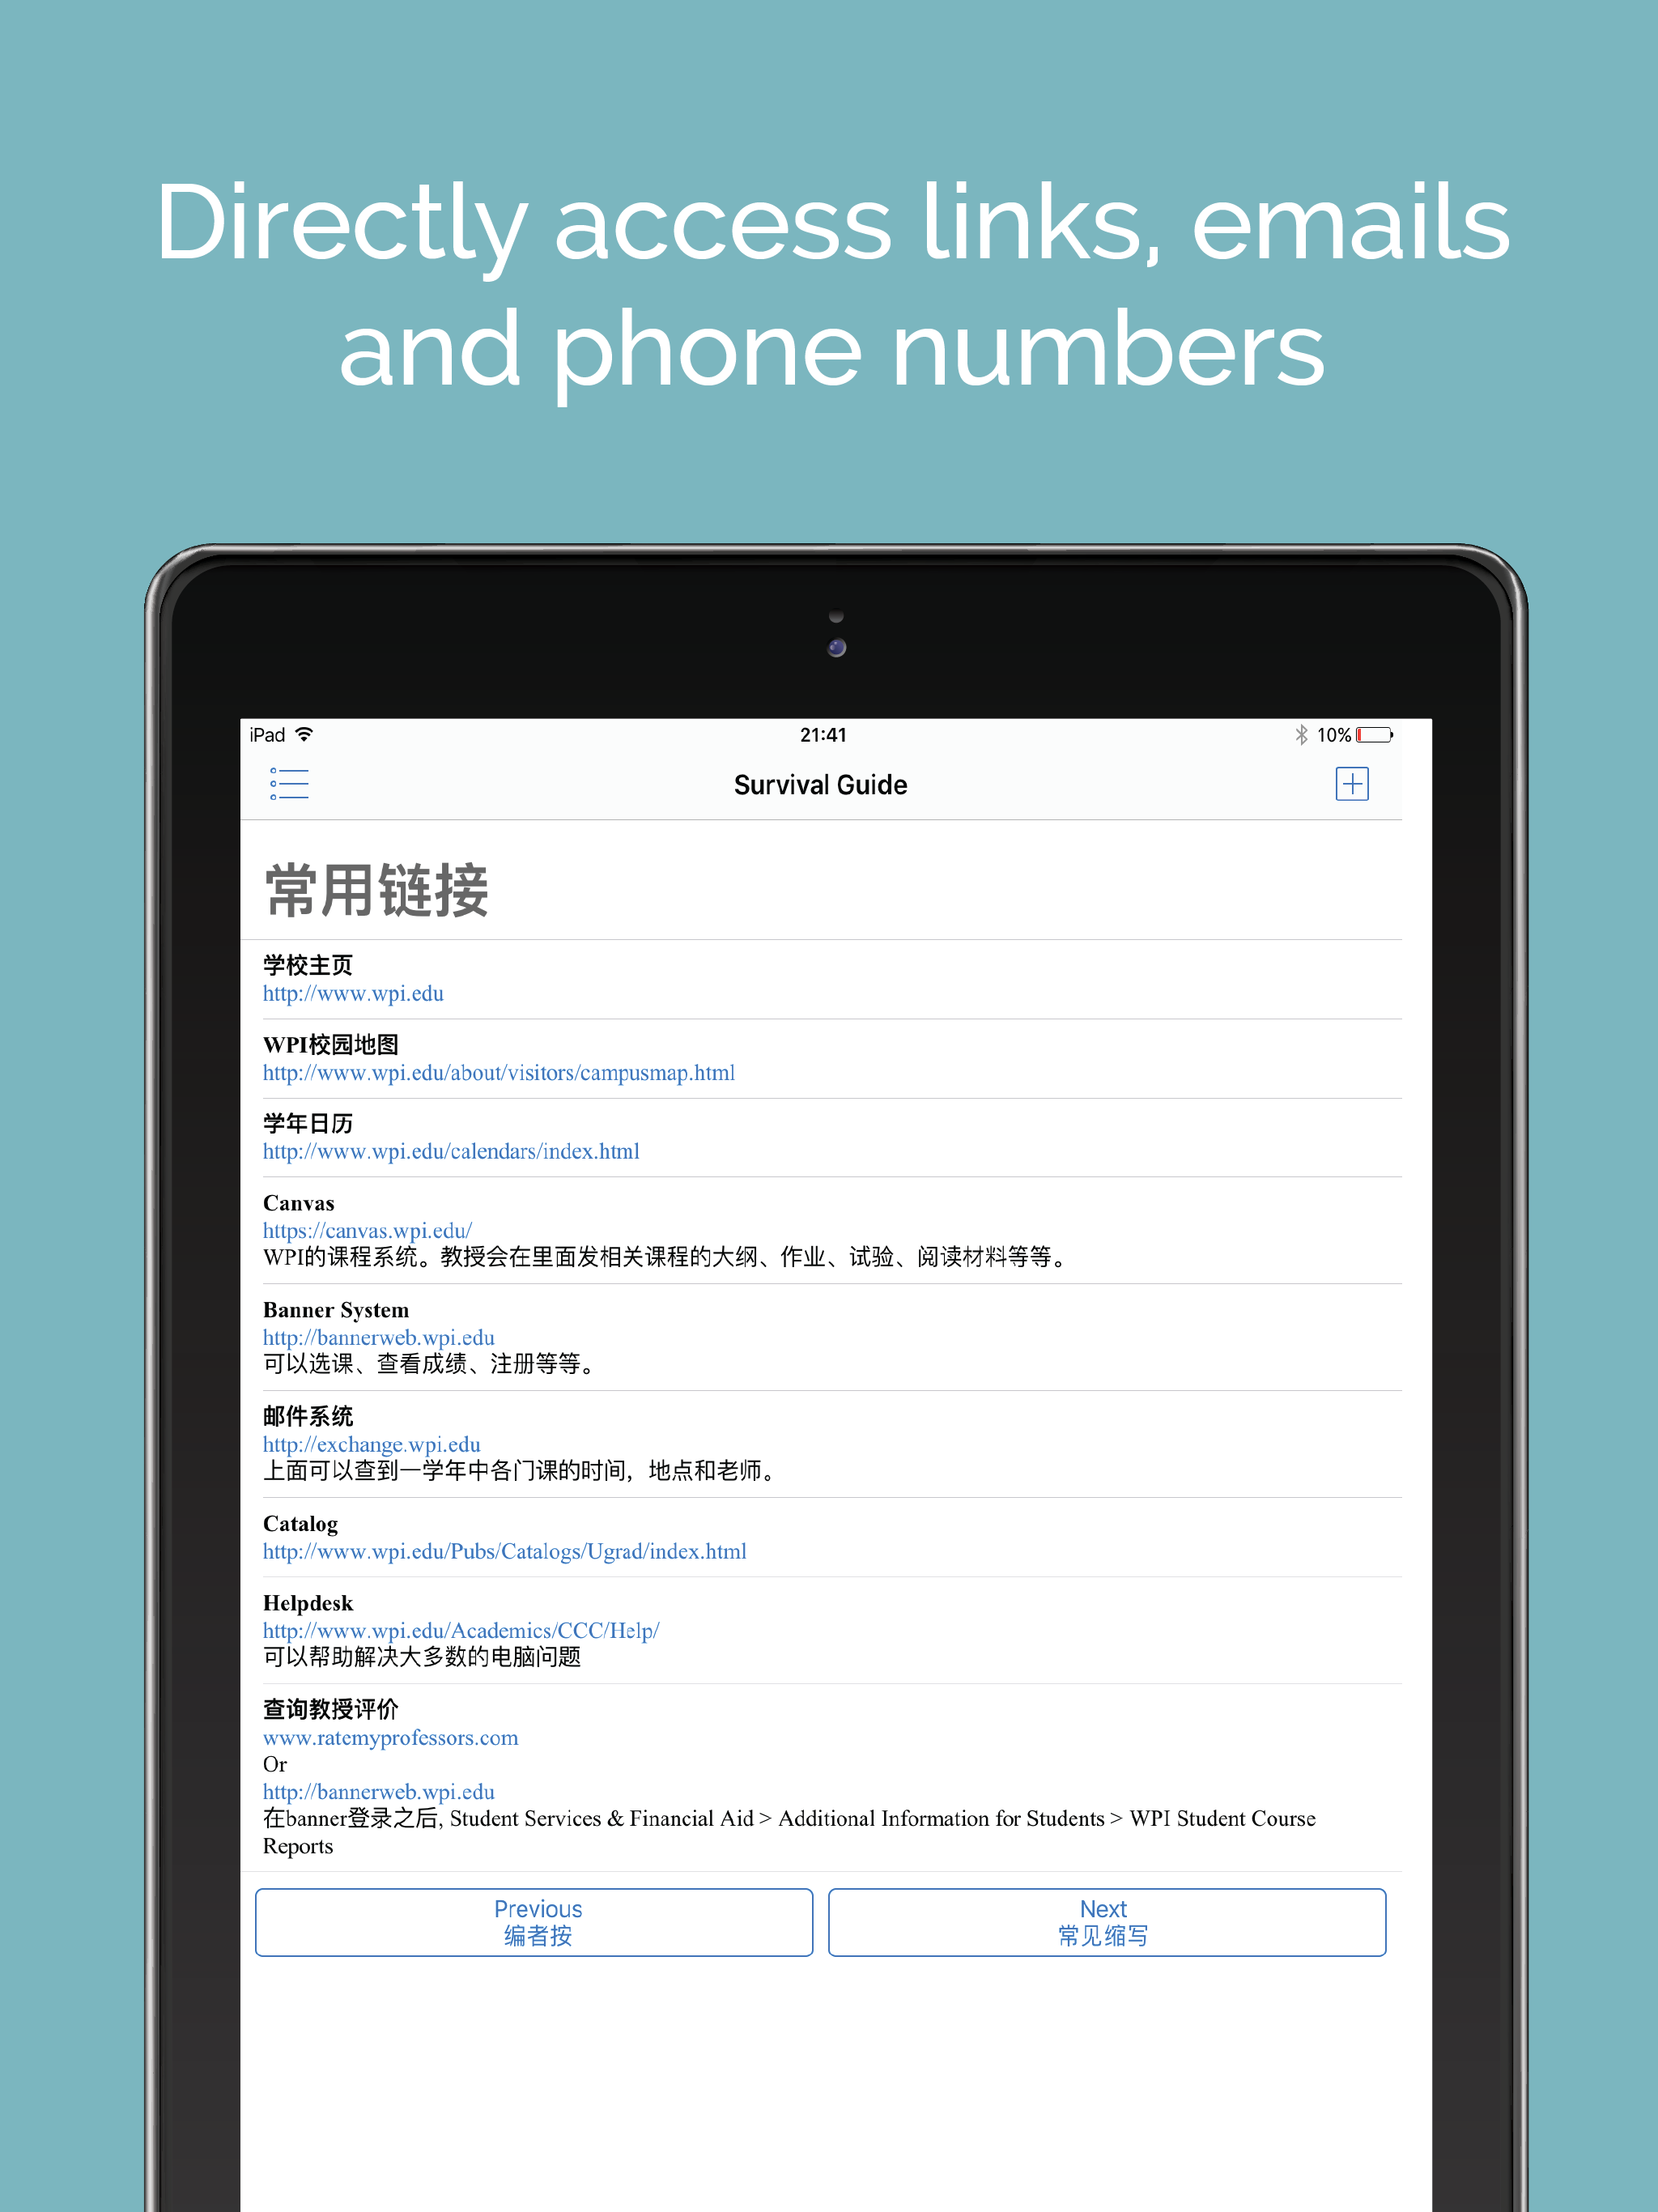 Directly access links, emails
and phone numbers
iPad 21:41 10%
Survival Guide
常用链接
学校主页
http://www.wpi.edu
WPI校园地图
http://www.wpi.edu/about/visitors/campusmap.html
学年日历
http://www.wpi.edu/calendars/index.html
Canvas
https://canvas.wpi.edu/
WPI的课程系统。教授会在里面发相关课程的大纲、作业、试验、阅读材料等等。
Banner System
http://bannerweb.wpi.edu
可以选课、查看成绩、注册等等。
邮件系统
http://exchange.wpi.edu
上面可以查到一学年中各门课的时间，地点和老师。
Catalog
http://www.wpi.edu/Pubs/Catalogs/Ugrad/index.html
Helpdesk
http://www.wpi.edu/Academics/CCC/Help/
可以帮助解决大多数的电脑问题
查询教授评价
www.ratemyprofessors.com
Or
http://bannerweb.wpi.edu
在banner登录之后, Student Services & Financial Aid > Additional Information for Students > WPI Student Course
Reports
Previous
编者按
Next
常见缩写